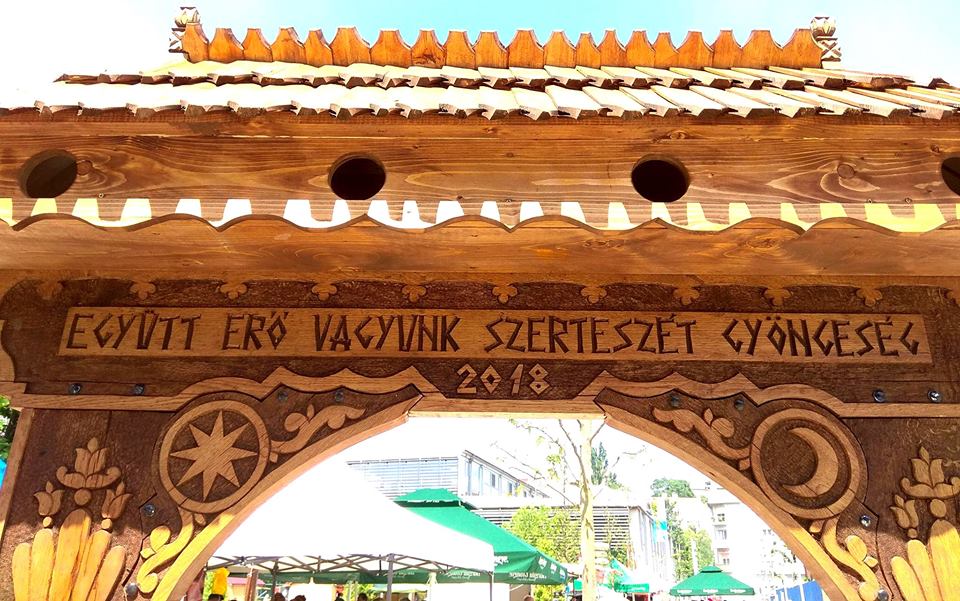 EGYÜTT ERŐ VAGYUNK SZERTESZÉT GYÖNGESÉG
2018